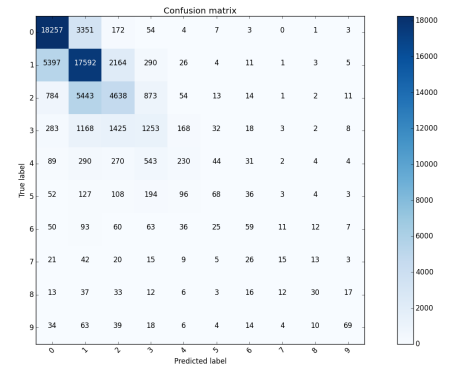 Confusion matrix
0 18257 3351 172 54 4 7 3 0 1 3
1 5397 17592 2164 290 26 4 11 1 3 5
2 784 5443 4638 873 54 13 14 1 2 11
3 283 1168 1425 1253 168 32 18 3 2 8
4 89 290 270 543 230 44 31 2 4 4
5 52 127 108 194 96 68 36 3 4 3
6 50 93 60 63 36 25 59 11 12 7
7 21 42 20 15 9 5 26 15 13 3
8 13 37 33 12 6 3 16 12 30 17
9 34 63 39 18 6 4 14 4 10 69
0 1 2 3 4 5 6 7 8 9
True label
Predicted label
18000
16000
14000
12000
10000
8000
6000
4000
2000
0